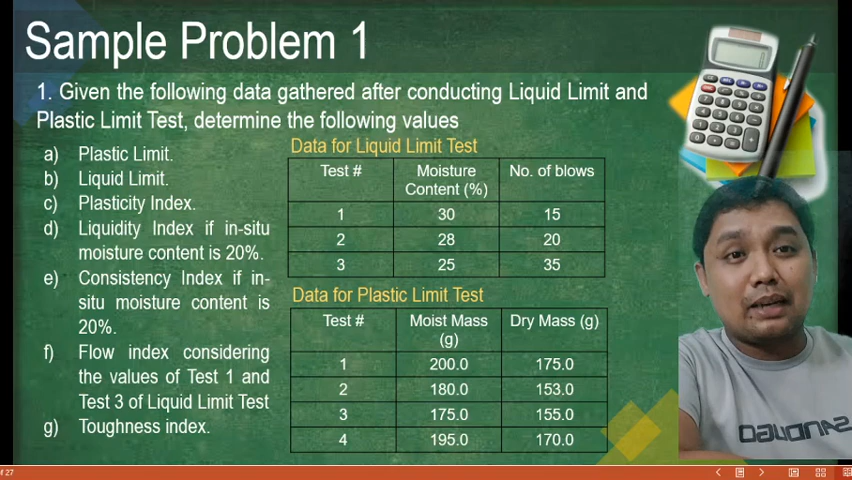 Sample Problem 1
1. Given the following data gathered after conducting Liquid Limit and
Plastic Limit Test, determine the following values
a) Plastic Limit.
b) Liquid Limit.
c) Plasticity Index.
d) Liquidity Index if in-situ
moisture content is 20%.
e) Consistency Index if in-
situ moisture content is
20%.
f) Flow index considering
the values of Test 1 and
Test 3 of Liquid Limit Test
g) Toughness index.
Data for Liquid Limit Test
Test # Moisture Content (%) No. of blows
1 30 15
2 28 20
3 25 35
Data for Plastic Limit Test
Test # Moist Mass (g) Dry Mass (g)
1 200.0 175.0
2 180.0 153.0
3 175.0 155.0
4 195.0 170.0
of 27